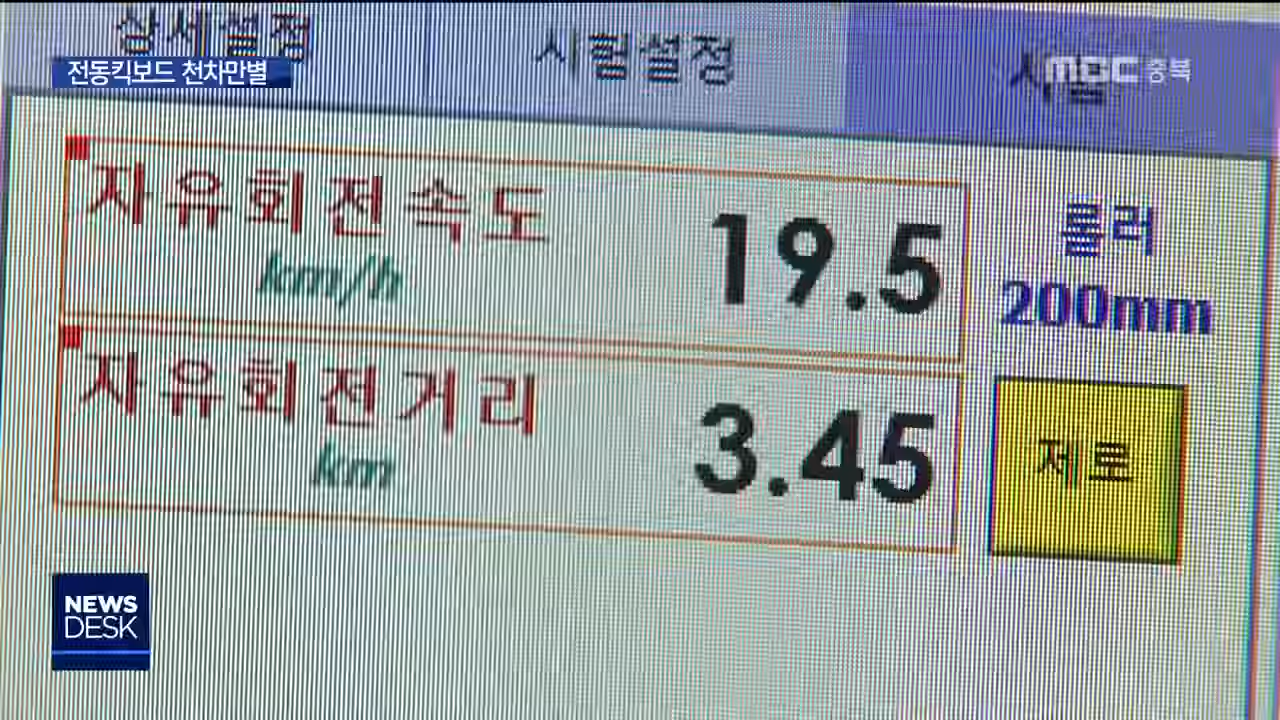 상세설정
시험설정
전동킥보드 천차만별
MBC 충북
자유회전속도
km/h
19.5
롤러
200mm
자유회전거리
km
3.45
제로
NEWS
DESK